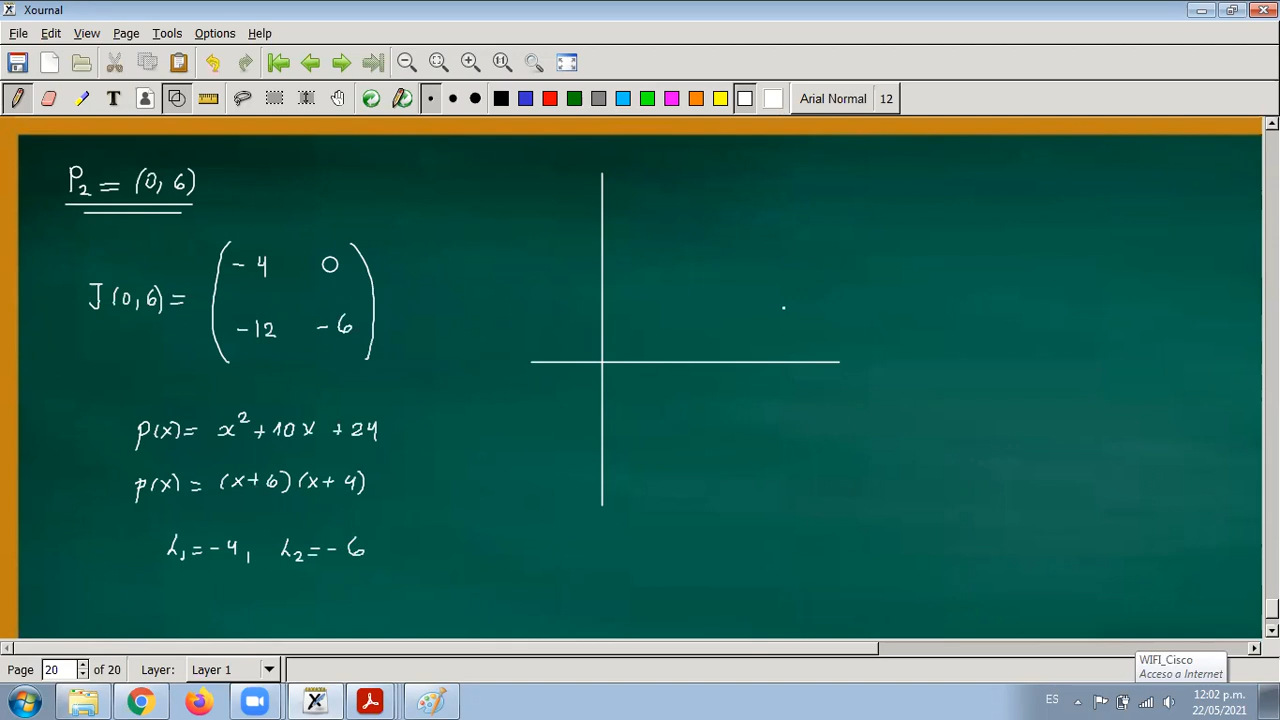 Xournal
File Edit View Page Tools Options Help
Arial Normal 12
P₂ = (0, 6)
J(0, 6) = ( -4 0
-12 -6 )
p(x) = x² + 10x + 24
p(x) = (x + 6)(x + 4)
λ₁ = -4, λ₂ = -6
Page 20 of 20 Layer: Layer 1
WIFI_Cisco
Acceso a Internet
ES 12:02 p.m.
22/05/2021